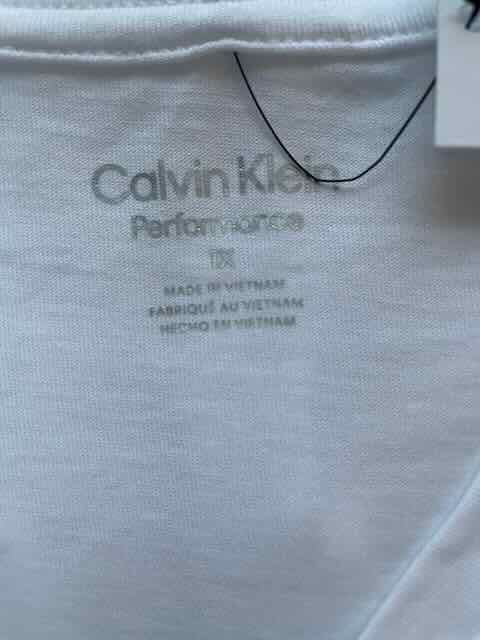 Calvin Klein
Performance
1X
MADE IN VIETNAM
FABRIQUÉ AU VIETNAM
HECHO EN VIETNAM